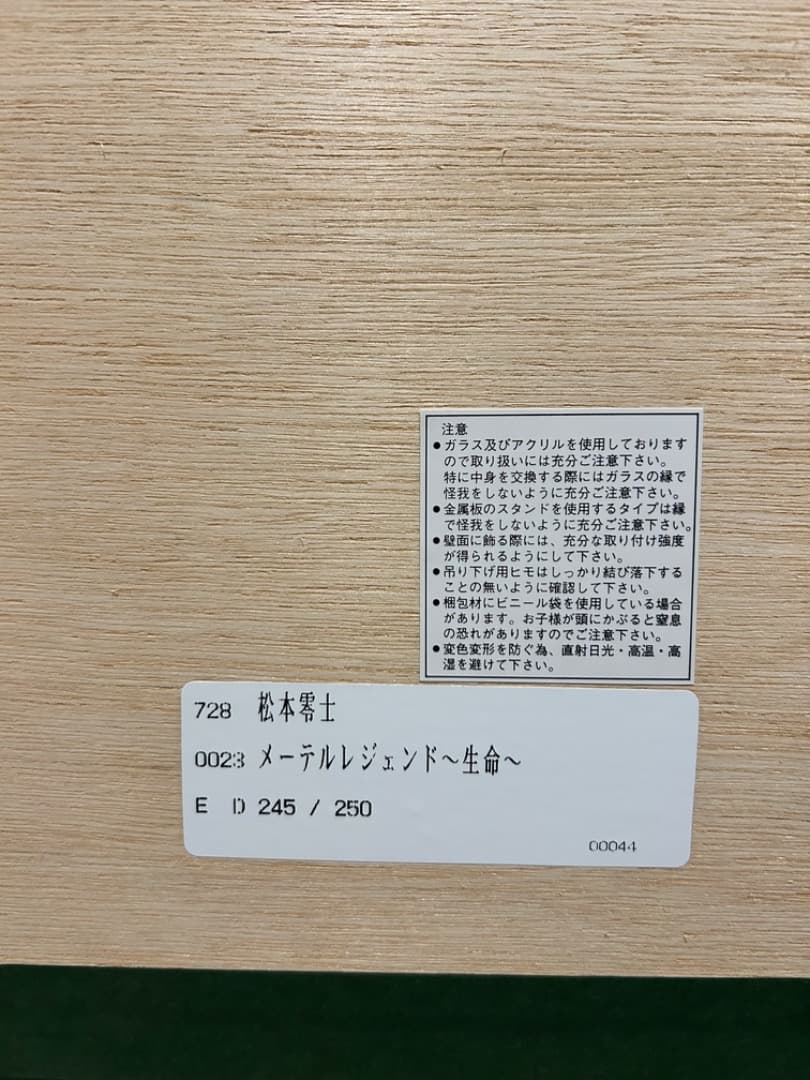 注意
●ガラス及びアクリルを使用しております
ので取り扱いには充分ご注意下さい。
特に中身を交換する際にはガラスの縁で
怪我をしないように充分ご注意下さい。
●金属板のスタンドを使用するタイプは縁
で怪我をしないように充分ご注意下さい。
●壁面に飾る際には、充分な取り付け強度
が得られるようにして下さい。
●吊り下げ用ヒモはしっかり結び落下する
ことの無いように確認して下さい。
●梱包材にビニール袋を使用している場合
があります。お子様が頭にかぶると窒息
の恐れがありますのでご注意下さい。
●変色変形を防ぐ為、直射日光・高温・高
湿を避けて下さい。
728 松本零士
0023 メーテルレジェンド～生命～
E D 245 / 250
00044